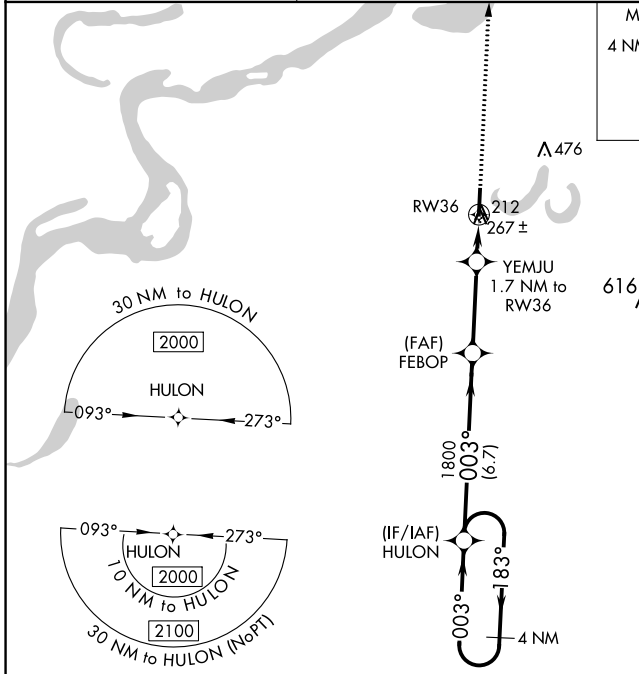 M
4 NM
476
RW36
212
267 ±
YEMJU
1.7 NM to
RW36
616
(FAF)
FEBOP
30 NM to HULON
2000
HULON
093°
273°
1800
003°
(6.7)
(IF/IAF)
HULON
093°
273°
HULON
2000
10 NM to HULON
2100
30 NM to HULON (NoPT)
003°
183°
4 NM